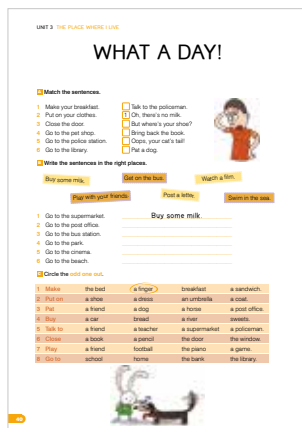 UNIT 3 THE PLACE WHERE I LIVE
WHAT A DAY!
Match the sentences.
1 Make your breakfast. Talk to the policeman.
2 Put on your clothes. 1 Oh, there's no milk.
3 Close the door. But where's your shoe?
4 Go to the pet shop. Bring back the book.
5 Go to the police station. Oops, your cat's tail!
6 Go to the library. Pat a dog.
Write the sentences in the right places.
Buy some milk. Get on the bus. Watch a film.
Play with your friends. Post a letter. Swim in the sea.
1 Go to the supermarket. Buy some milk.
2 Go to the post office.
3 Go to the bus station.
4 Go to the park.
5 Go to the cinema.
6 Go to the beach.
Circle the odd one out.
1 Make the bed a finger breakfast a sandwich.
2 Put on a shoe a dress an umbrella a coat.
3 Pat a friend a dog a horse a post office.
4 Buy a car bread a river sweets.
5 Talk to a friend a teacher a supermarket a policeman.
6 Close a book a pencil the door the window.
7 Play a friend football the piano a game.
8 Go to school home the bank the library.